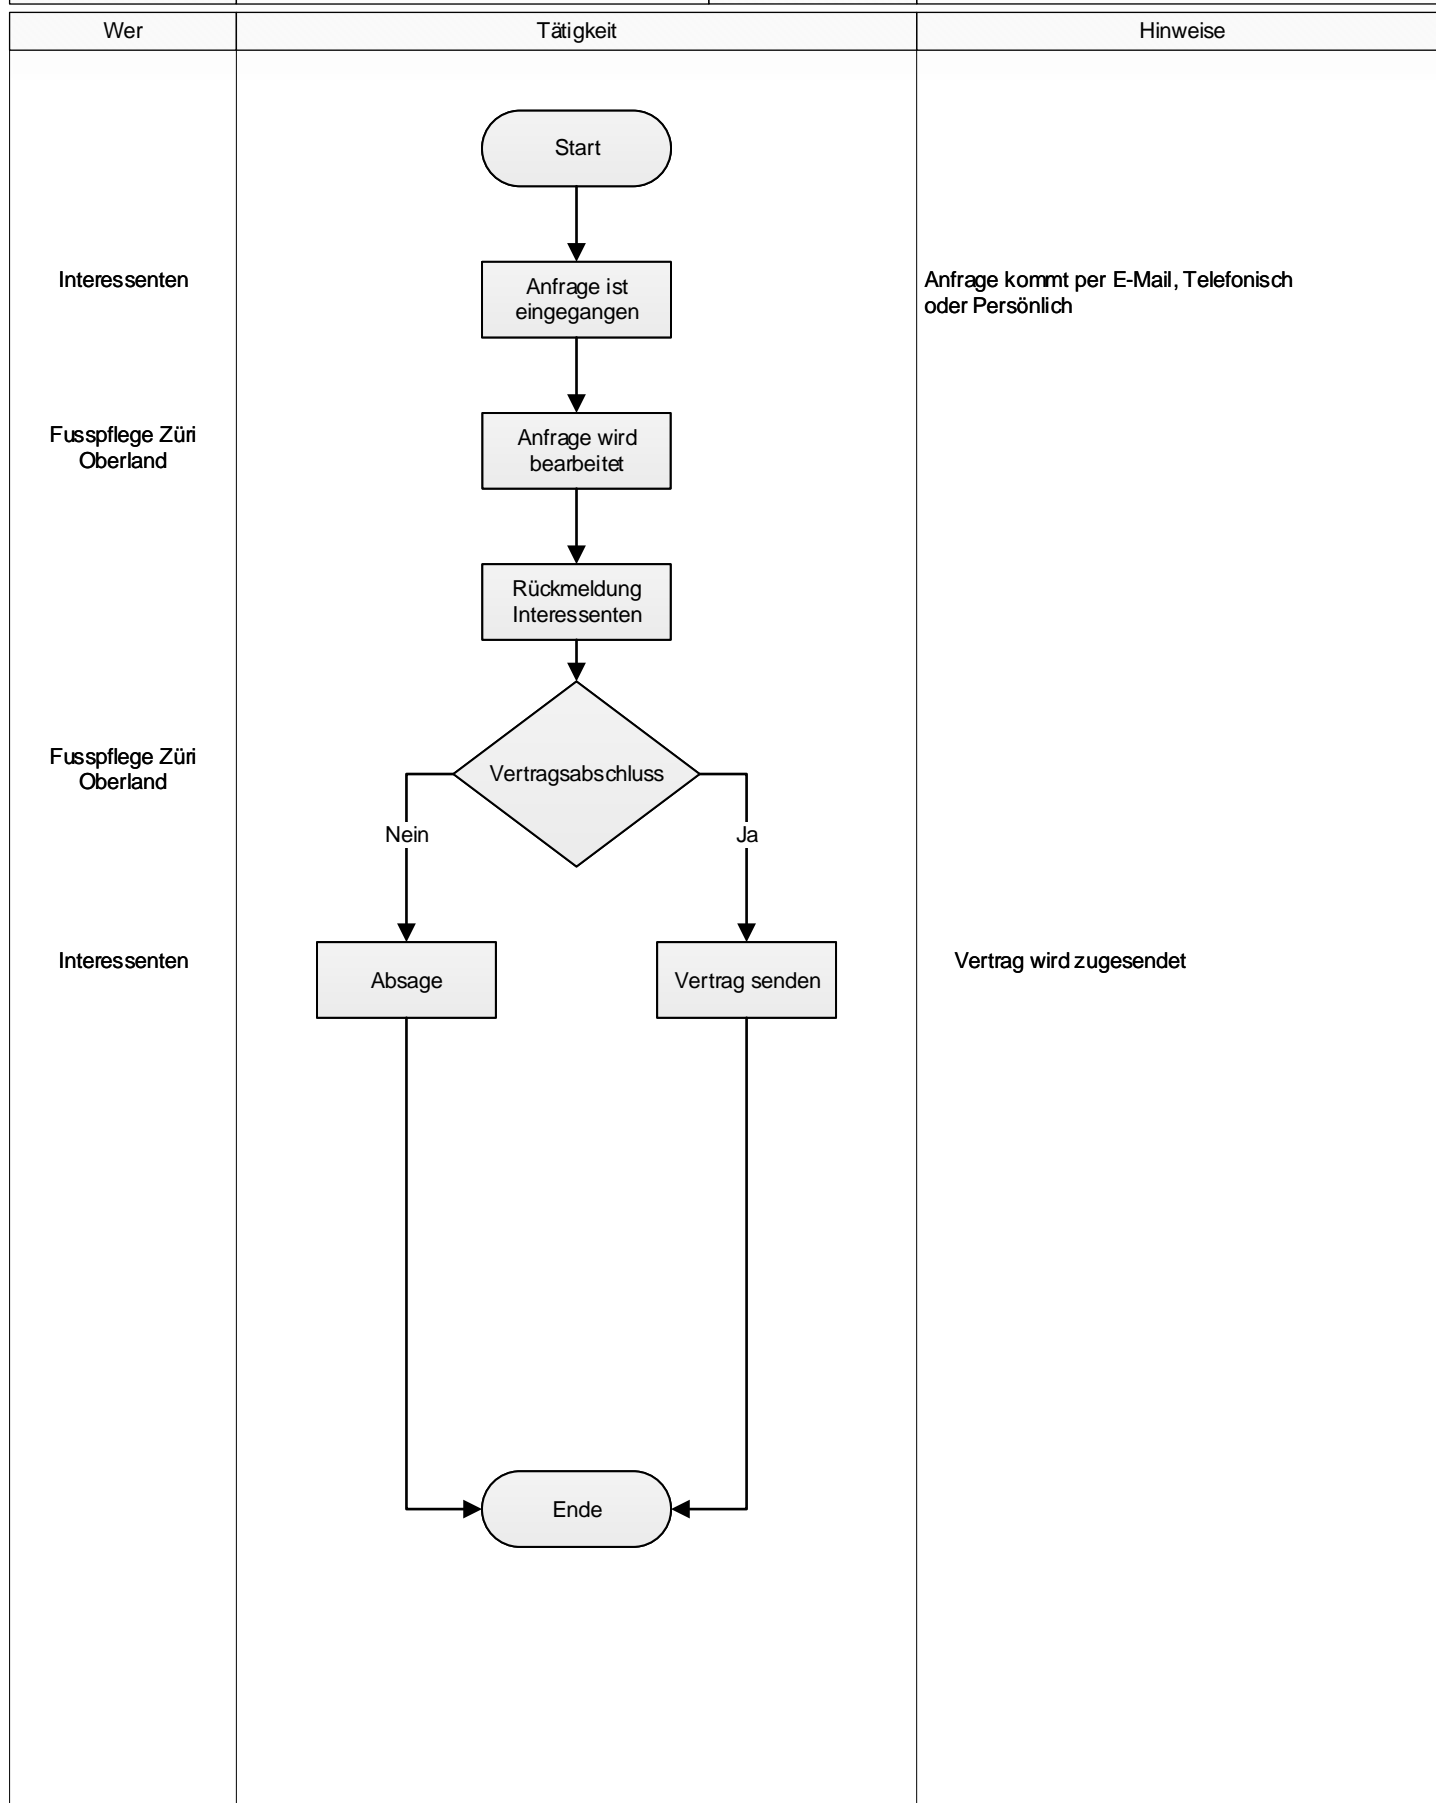 Wer
Tätigkeit
Hinweise
Start
Interessenten
Anfrage ist
eingegangen
Anfrage kommt per E-Mail, Telefonisch
oder Persönlich
Fusspflege Züri
Oberland
Anfrage wird
bearbeitet
Rückmeldung
Interessenten
Fusspflege Züri
Oberland
Vertragsabschluss
Nein
Ja
Interessenten
Absage
Vertrag senden
Vertrag wird zugesendet
Ende